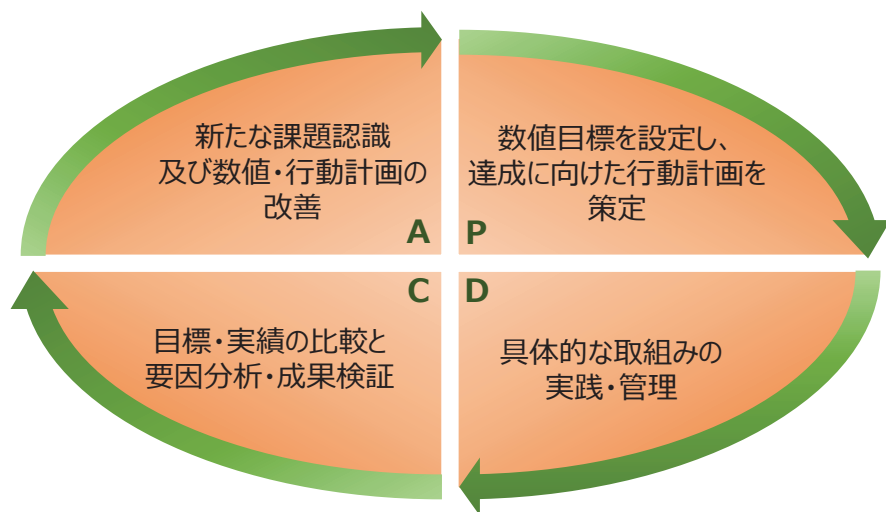 新たな課題認識
及び数値・行動計画の
改善
A
数値目標を設定し、
達成に向けた行動計画を
策定
P
C
目標・実績の比較と
要因分析・成果検証
D
具体的な取組みの
実践・管理